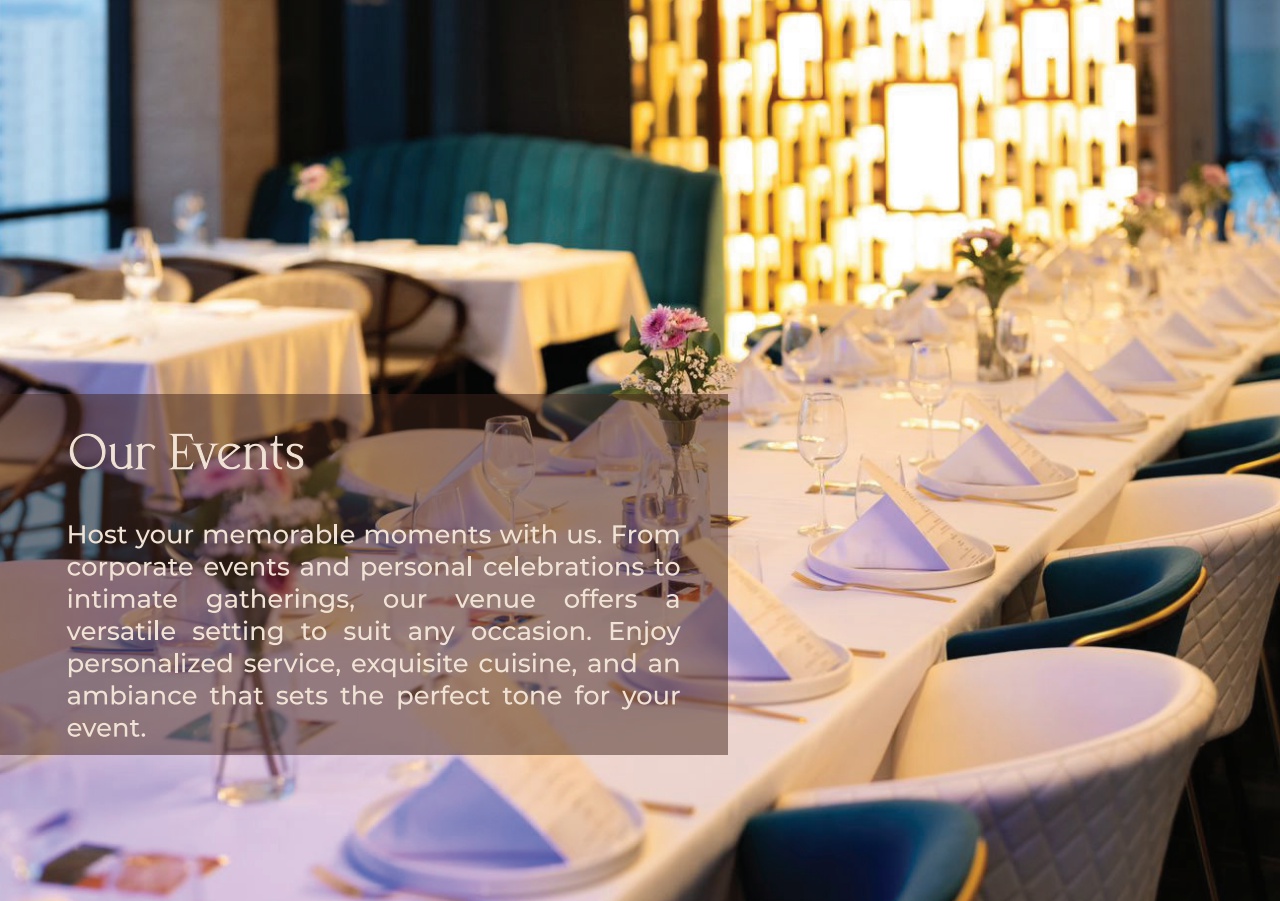 Our Events
Host your memorable moments with us. From
corporate events and personal celebrations to
intimate gatherings, our venue offers a
versatile setting to suit any occasion. Enjoy
personalized service, exquisite cuisine, and an
ambiance that sets the perfect tone for your
event.